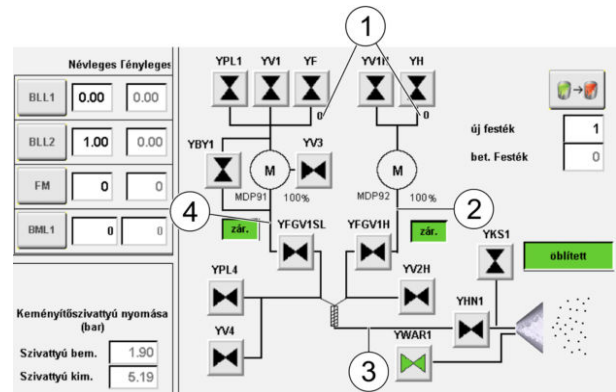 1
Névleges Tényleges
YPL1 YV1 YF YV1H YH
BLL1 0.00 0.00
0 0
új festék 1
BLL2 1.00 0.00
YBY1 YV3
bet. Festék 0
M M
FM 0 0
MDP91 100% MDP92 100%
4 2
BML1 0 0
zár. YFGV1SL YFGV1H zár.
YKS1
öblített
YPL4 YV2H
Keményítőszivattyú nyomása
(bar)
YHN1
YV4 YWAR1
Szivattyú bem. 1.90
3
Szivattyú kim. 5.19